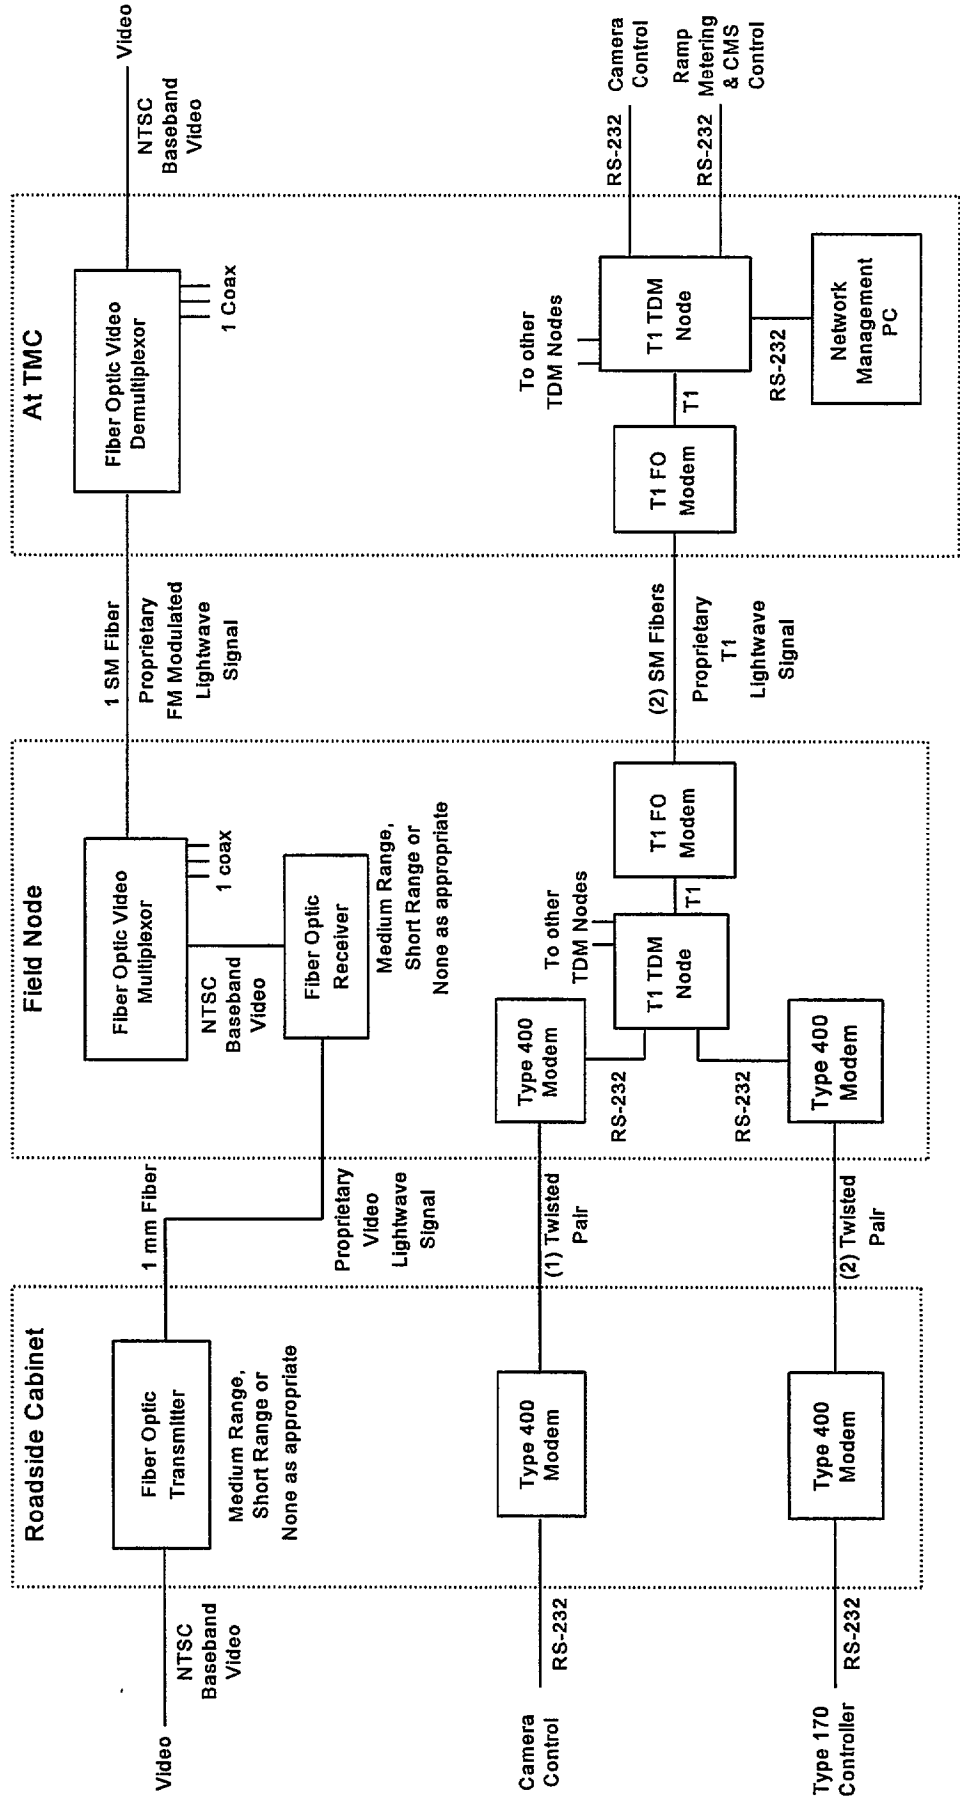 Roadside Cabinet
Field Node
At TMC
Video
NTSC
Baseband
Video
Fiber Optic
Transmitter
Medium Range,
Short Range or
None as appropriate
1 mm Fiber
Proprietary
Video
Lightwave
Signal
Fiber Optic Video
Multiplexor
1 coax
NTSC
Baseband
Video
Fiber Optic
Receiver
Medium Range,
Short Range or
None as appropriate
1 SM Fiber
Proprietary
FM Modulated
Lightwave
Signal
Fiber Optic Video
Demultiplexor
1 Coax
NTSC
Baseband
Video
Video
Camera
Control
RS-232
Type 400
Modem
(1) Twisted
Pair
Type 400
Modem
RS-232
To other
TDM Nodes
T1 TDM
Node
T1
T1 FO
Modem
(2) SM Fibers
Proprietary
T1
Lightwave
Signal
T1 FO
Modem
T1
To other
TDM Nodes
T1 TDM
Node
RS-232
Camera
Control
RS-232
Ramp
Metering
& CMS
Control
RS-232
Network
Management
PC
Type 170
Controller
RS-232
Type 400
Modem
(2) Twisted
Pair
Type 400
Modem
RS-232